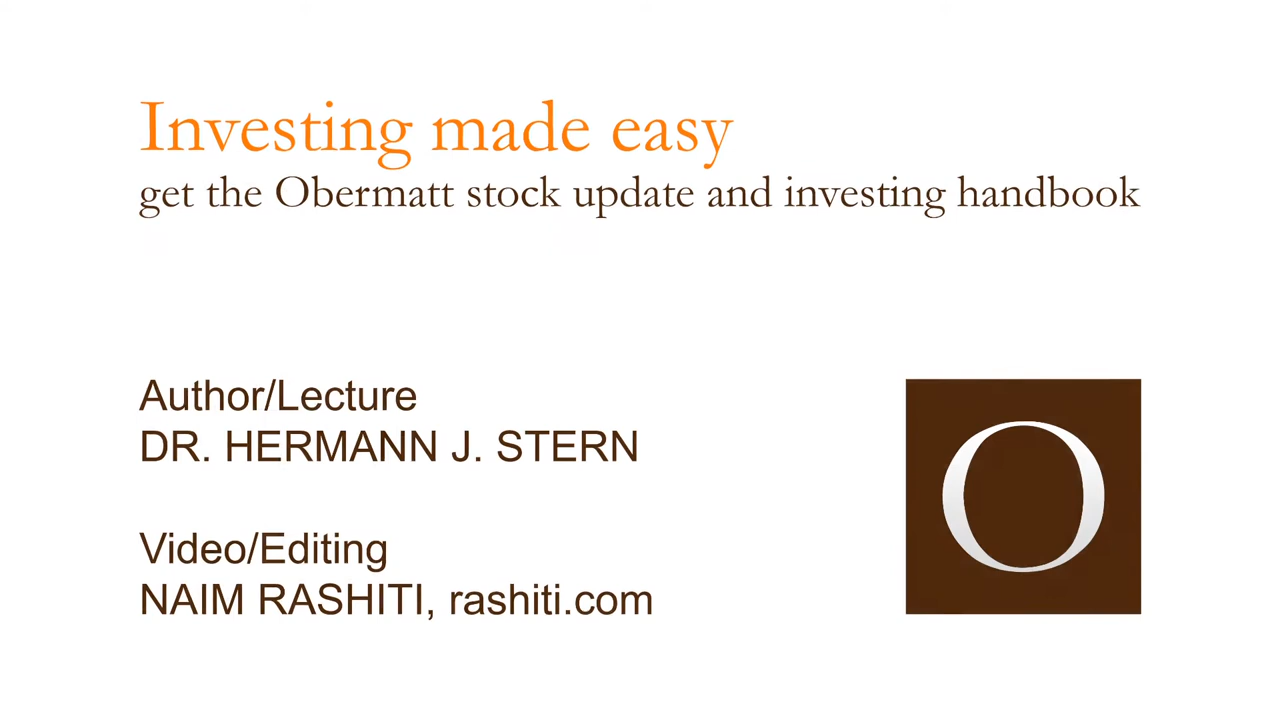 Investing made easy
get the Obermatt stock update and investing handbook
Author/Lecture
DR. HERMANN J. STERN
Video/Editing
NAIM RASHITI, rashiti.com
O